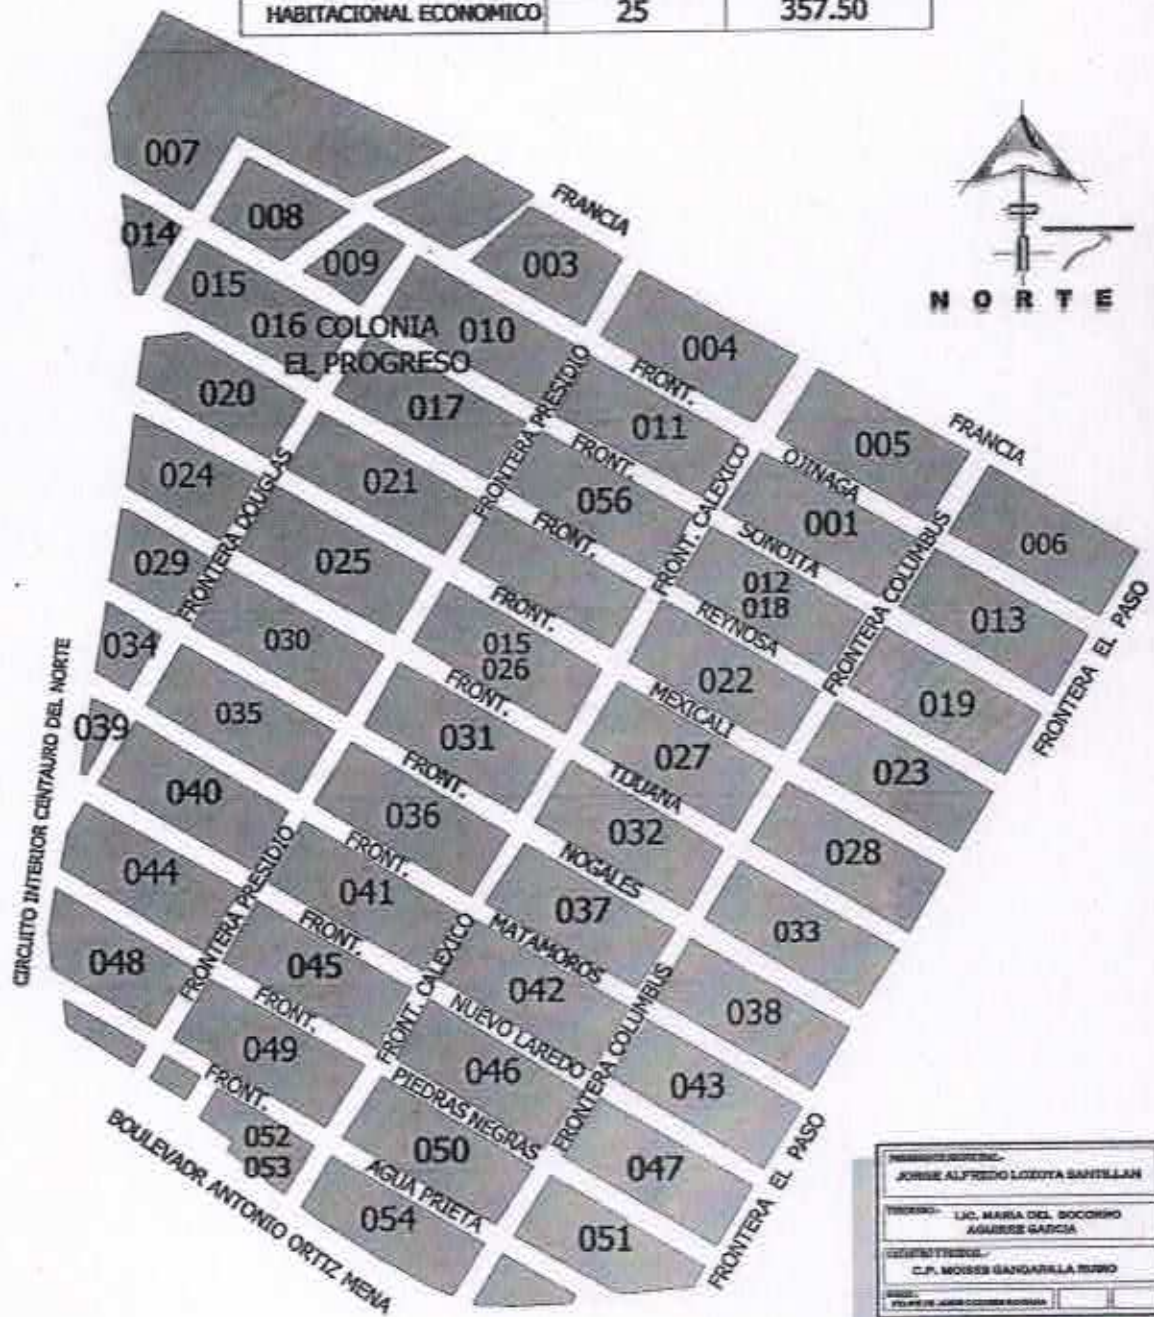 HABITACIONAL ECONOMICO 25 357.50
007
FRANCIA
008
014
003
009
015
NORTE
016 COLONIA
EL PROGRESO
010
004
FRONT.
020
017
FRONTERA PRESIDIO
011
005
FRANCIA
FRONT.
OJINAGA
024
FRONTERA DOUGLAS
021
056
FRONT. CALEXICO
001
006
FRONT.
SONOITA
029
025
012
018
FRONTERA COLUMBUS
013
FRONT.
REYNOSA
FRONTERA EL PASO
034
030
015
026
022
019
FRONT.
MEXICALI
CIRCUITO INTERIOR CENTAURO DEL NORTE
039
035
031
027
023
FRONT.
TIJUANA
040
036
032
028
FRONT.
NOGALES
044
FRONTERA PRESIDIO
041
037
033
FRONT.
MATAMOROS
048
045
FRONT. CALEXICO
042
FRONTERA COLUMBUS
038
FRONT.
NUEVO LAREDO
049
046
043
FRONT.
PIEDRAS NEGRAS
BOULEVADR ANTONIO ORTIZ MENA
052
053
050
047
FRONTERA EL PASO
AGUA PRIETA
054
051
JORGE ALFREDO LOZOYA SANTILLAN
LIC. MARIA DEL SOCORRO
AGUIRRE GARCIA
C.P. MOISES GANDARILLA